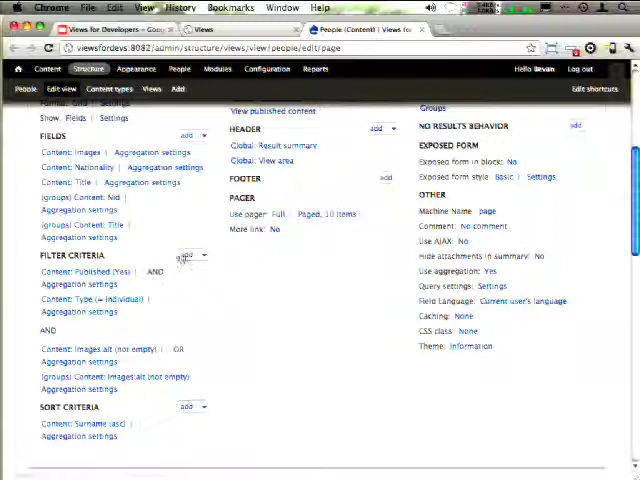 Chrome File Edit View History Bookmarks Window Help
Views for Developers – Goog
Views
People (Content) | Views for
viewsfordevs:8082/admin/structure/views/view/people/edit/page
Content Structure Appearance People Modules Configuration Reports
Hello Bevan Log out
People Edit view Content types Views Add
Edit shortcuts
Format: Grid Settings
Show: Fields | Settings
FIELDS
add
Content: Images | Aggregation settings
Content: Nationality | Aggregation settings
Content: Title | Aggregation settings
(groups) Content: Nid |
Aggregation settings
(groups) Content: Title |
Aggregation settings
FILTER CRITERIA
add
Content: Published (Yes) | AND
Aggregation settings
Content: Type (= Individual) |
Aggregation settings
AND
Content: Images:alt (not empty) | OR
Aggregation settings
(groups) Content: Images:alt (not empty)
Aggregation settings
SORT CRITERIA
add
Content: Surname (asc) |
Aggregation settings
View published content
HEADER
add
Global: Result summary
Global: View area
FOOTER
add
PAGER
Use pager: Full | Paged, 10 items
More link: No
Groups
NO RESULTS BEHAVIOR
add
EXPOSED FORM
Exposed form in block: No
Exposed form style: Basic | Settings
OTHER
Machine Name: page
Comment: No comment
Use AJAX: No
Hide attachments in summary: No
Use aggregation: Yes
Query settings: Settings
Field Language: Current user's language
Caching: None
CSS class: None
Theme: Information